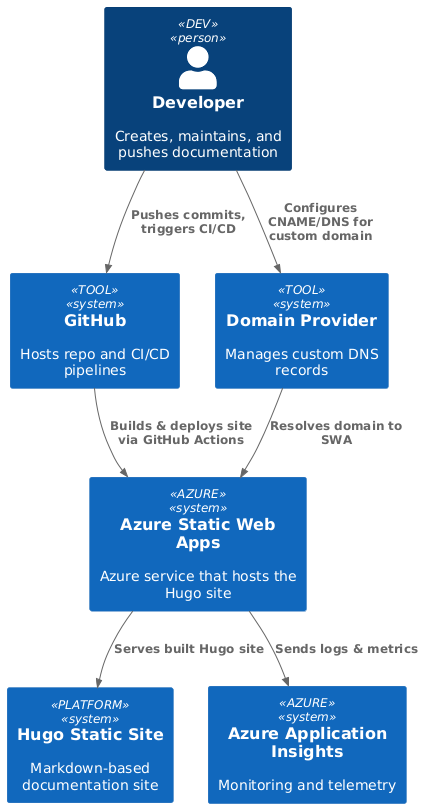 «DEV»
«person»
Developer
Creates, maintains, and
pushes documentation
Pushes commits,
triggers CI/CD
Configures
CNAME/DNS for
custom domain
«TOOL»
«system»
GitHub
Hosts repo and CI/CD
pipelines
«TOOL»
«system»
Domain Provider
Manages custom DNS
records
Builds & deploys site
via GitHub Actions
Resolves domain to
SWA
«AZURE»
«system»
Azure Static Web
Apps
Azure service that hosts the
Hugo site
Serves built Hugo site
Sends logs & metrics
«PLATFORM»
«system»
Hugo Static Site
Markdown-based
documentation site
«AZURE»
«system»
Azure Application
Insights
Monitoring and telemetry